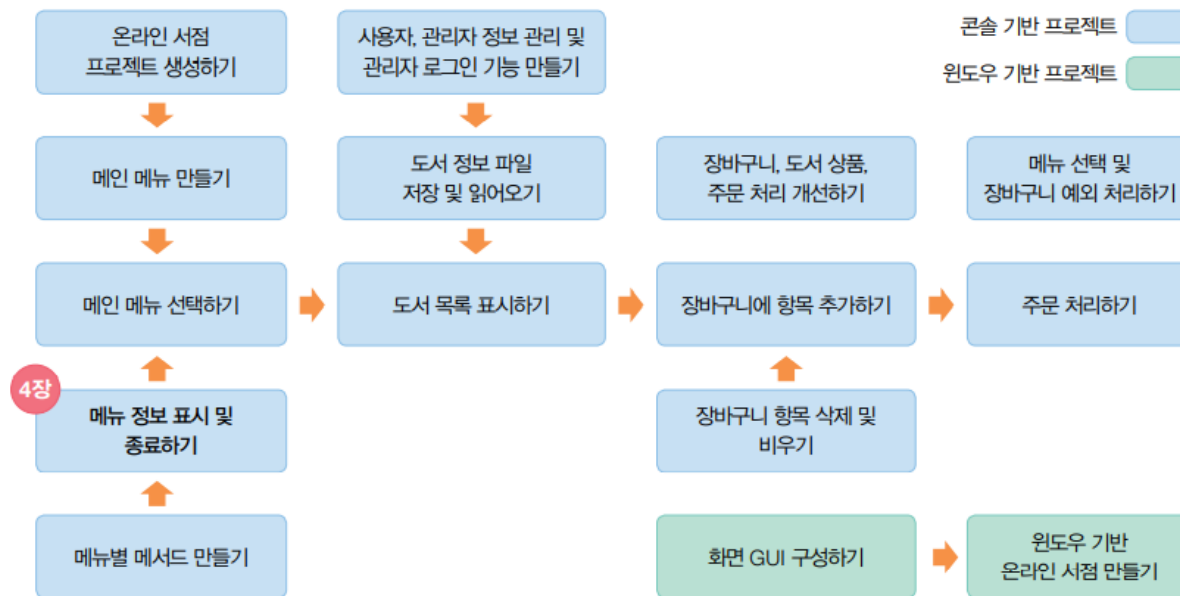 온라인 서점
프로젝트 생성하기
사용자, 관리자 정보 관리 및
관리자 로그인 기능 만들기
콘솔 기반 프로젝트
윈도우 기반 프로젝트
메인 메뉴 만들기
도서 정보 파일
저장 및 읽어오기
장바구니, 도서 상품,
주문 처리 개선하기
메뉴 선택 및
장바구니 예외 처리하기
메인 메뉴 선택하기
도서 목록 표시하기
장바구니에 항목 추가하기
주문 처리하기
4장
메뉴 정보 표시 및
종료하기
장바구니 항목 삭제 및
비우기
메뉴별 메서드 만들기
화면 GUI 구성하기
윈도우 기반
온라인 서점 만들기